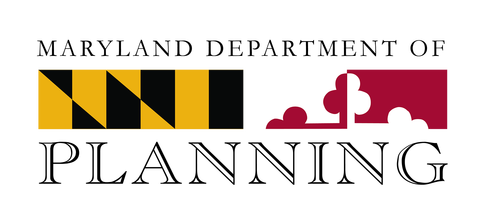 MARYLAND DEPARTMENT OF
PLANNING